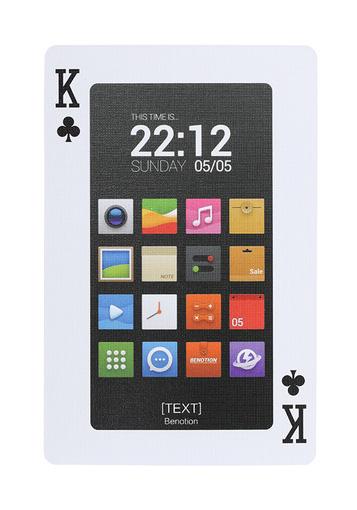 K
THIS TIME IS...
22:12
SUNDAY 05/05
NOTE
Sale
05
BENOTION
[TEXT]
Benotion
K